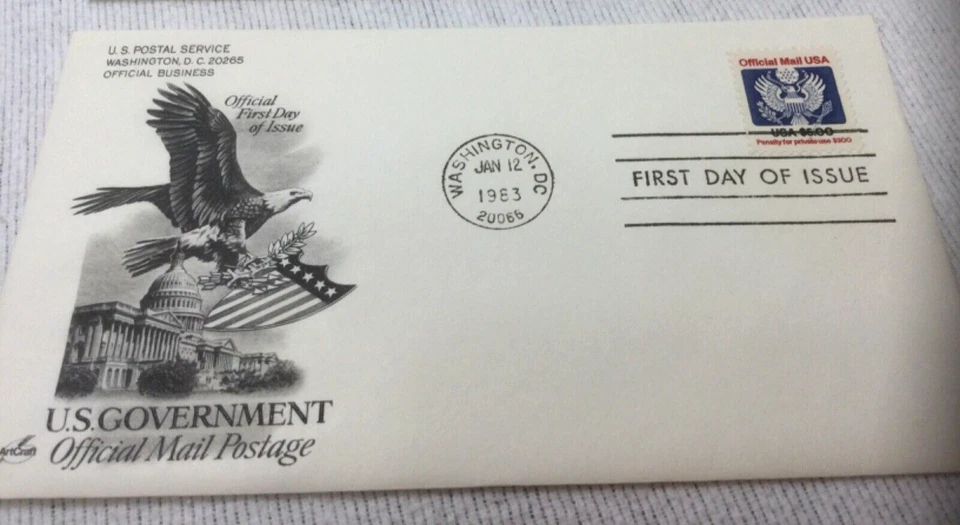 U.S. POSTAL SERVICE
WASHINGTON, D. C. 20265
OFFICIAL BUSINESS
Official
First Day
of Issue
Official Mail USA
USA $5.00
Penalty for private use $300
WASHINGTON, DC
JAN 12
1983
20066
FIRST DAY OF ISSUE
U.S. GOVERNMENT
Official Mail Postage
ArtCraft